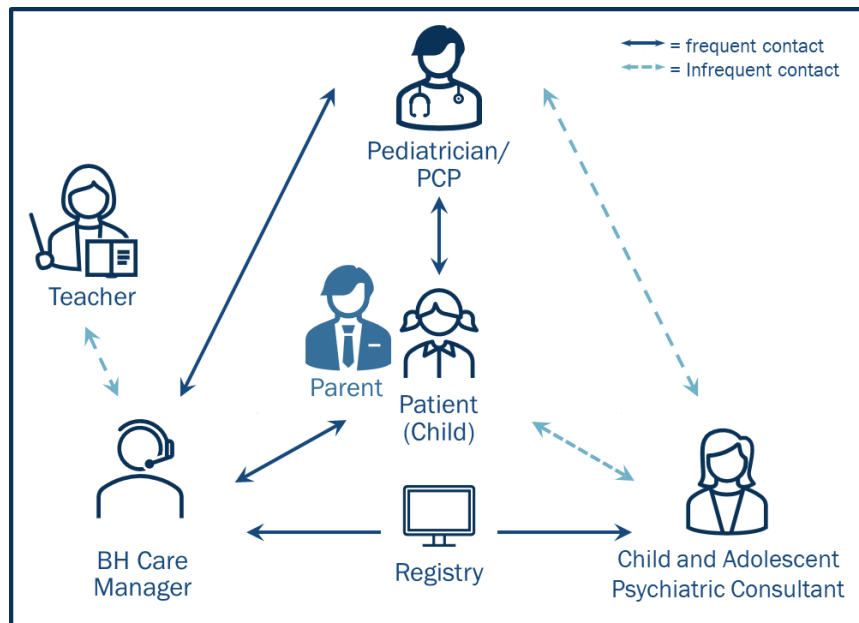 = frequent contact
= Infrequent contact
Pediatrician/
PCP
Teacher
Parent
Patient
(Child)
BH Care
Manager
Registry
Child and Adolescent
Psychiatric Consultant